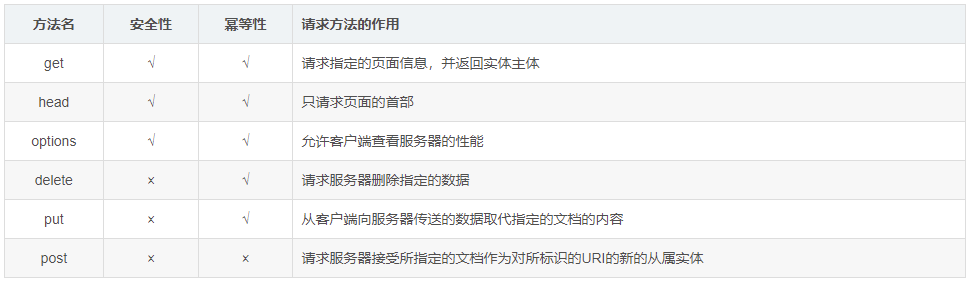 方法名 安全性 幂等性 请求方法的作用
get √ √ 请求指定的页面信息，并返回实体主体
head √ √ 只请求页面的首部
options √ √ 允许客户端查看服务器的性能
delete × √ 请求服务器删除指定的数据
put × √ 从客户端向服务器传送的数据取代指定的文档的内容
post × × 请求服务器接受所指定的文档作为对所标识的URI的新的从属实体